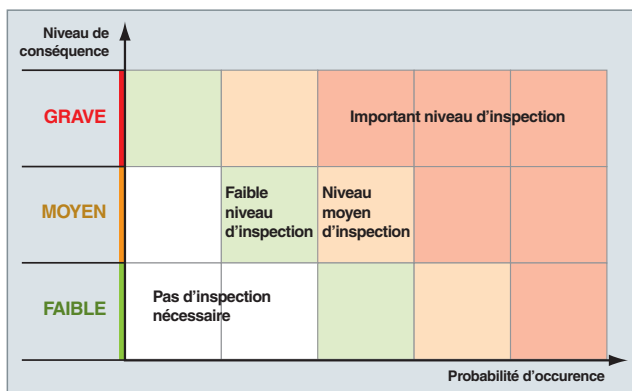 Niveau de
conséquence
GRAVE
Important niveau d'inspection
MOYEN
Faible
niveau
d'inspection
Niveau
moyen
d'inspection
FAIBLE
Pas d'inspection
nécessaire
Probabilité d'occurence